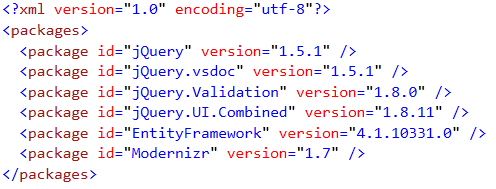 <?xml version="1.0" encoding="utf-8"?>
<packages>
  <package id="jQuery" version="1.5.1" />
  <package id="jQuery.vsdoc" version="1.5.1" />
  <package id="jQuery.Validation" version="1.8.0" />
  <package id="jQuery.UI.Combined" version="1.8.11" />
  <package id="EntityFramework" version="4.1.10331.0" />
  <package id="Modernizr" version="1.7" />
</packages>